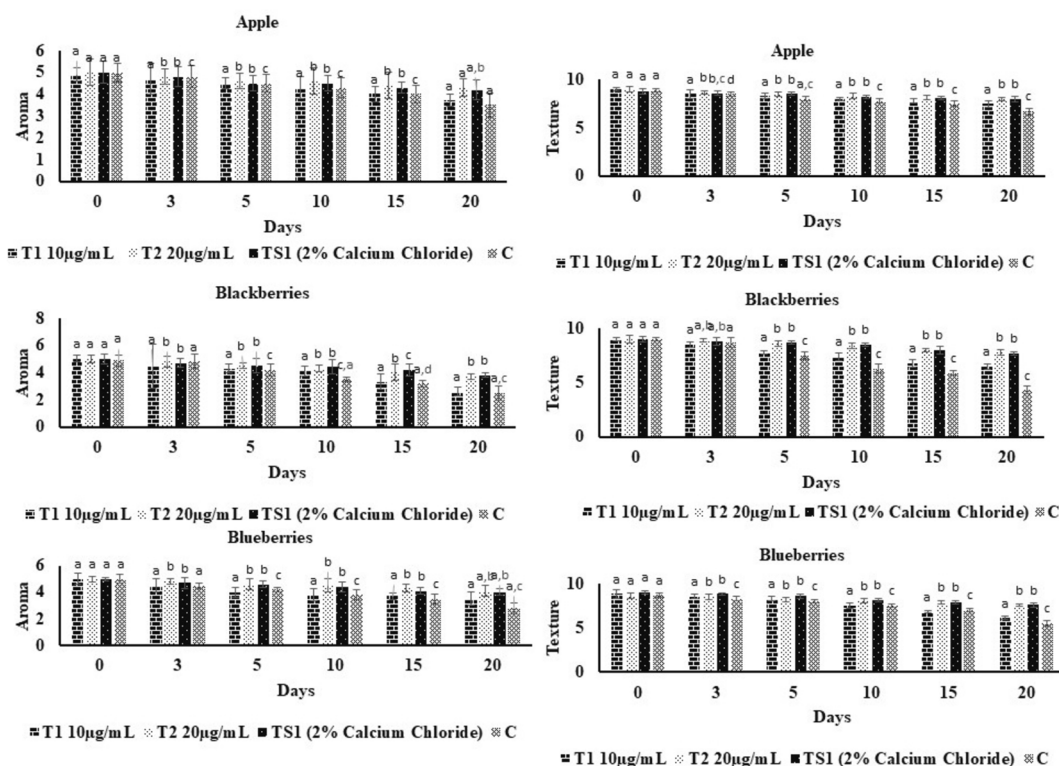 Apple
6
5
4
3
2
1
0
Aroma
a a a a
a b b c
a b b c
a b b c
a b b c
a a a,b c
0 3 5 10 15 20
Days
T1 10µg/mL T2 20µg/mL TS1 (2% Calcium Chloride) C
Blackberries
8
6
4
2
0
Aroma
a a a a
a b b a
a b b c
a b b c,a
a b c a,d
a b b a,c
0 3 5 10 15 20
Days
T1 10µg/mL T2 20µg/mL TS1 (2% Calcium Chloride) C
Blueberries
6
4
2
0
Aroma
a a a a
a b b a
a b b c
a b b c
a b b c
a a,b a,b a,c
0 3 5 10 15 20
Days
T1 10µg/mL T2 20µg/mL TS1 (2% Calcium Chloride) C
Apple
10
5
0
Texture
a a a a
a b b,c d
a b b a,c
a b b c
a b b c
a b b c
0 3 5 10 15 20
Days
T1 10µg/mL T2 20µg/mL TS1 (2% Calcium Chloride) C
Blackberries
10
5
0
Texture
a a a a
a a,b a,b a
a b b c
a b b c
a b b c
a b b c
0 3 5 10 15 20
Days
T1 10µg/mL T2 20µg/mL TS1 (2% Calcium Chloride) C
Blueberries
10
5
0
Texture
a a a a
a b b c
a b b c
a b b c
a b b c
a b b c
0 3 5 10 15 20
Days
T1 10µg/mL T2 20µg/mL TS1 (2% Calcium Chloride) C